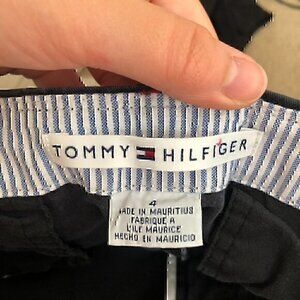 TOMMY HILFIGER
4
MADE IN MAURITIUS
FABRIQUE A
L'ILE MAURICE
HECHO EN MAURICIO